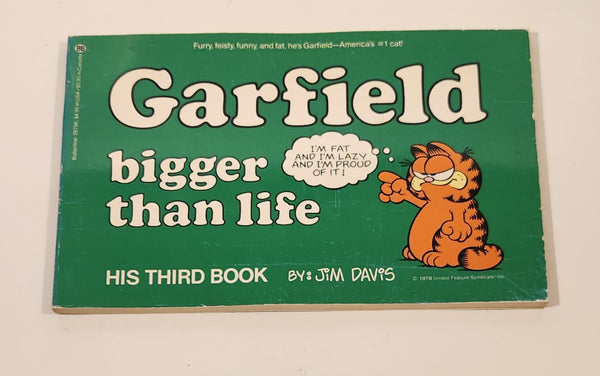 Furry, feisty, funny, and fat, he's Garfield—America's #1 cat!
Garfield
bigger
than life
I'M FAT
AND I'M LAZY
AND I'M PROUD
OF IT!
HIS THIRD BOOK
BY: JIM DAVIS
© 1978 United Feature Syndicate, Inc.